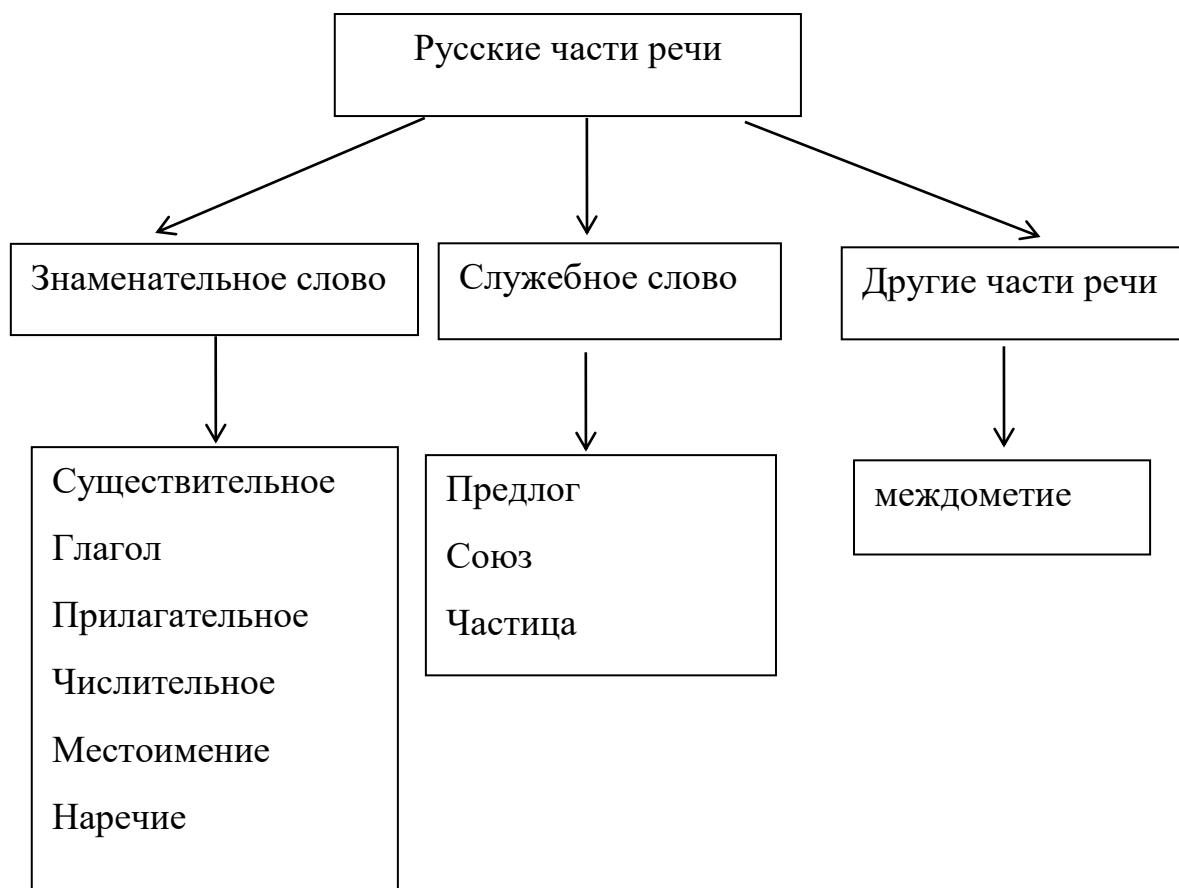 Русские части речи
Знаменательное слово
Служебное слово
Другие части речи
Существительное
Глагол
Прилагательное
Числительное
Местоимение
Наречие
Предлог
Союз
Частица
междометие